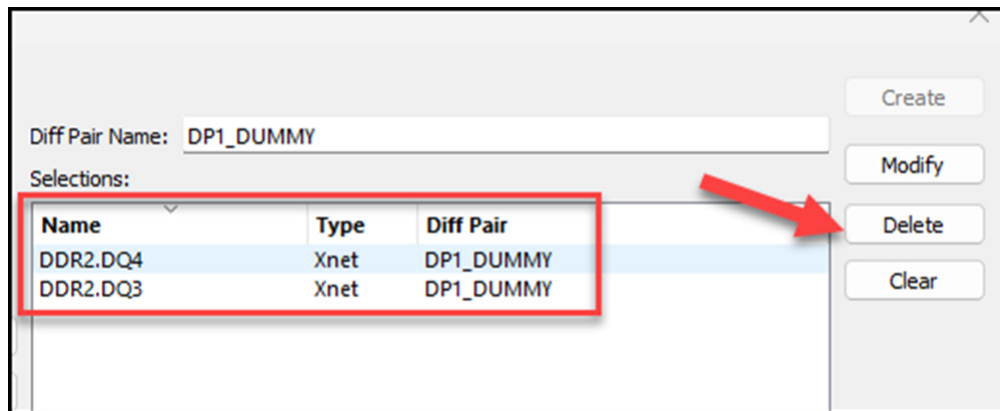 Create
Diff Pair Name: DP1_DUMMY
Modify
Selections:
Name Type Diff Pair
Delete
DDR2.DQ4 Xnet DP1_DUMMY
DDR2.DQ3 Xnet DP1_DUMMY
Clear